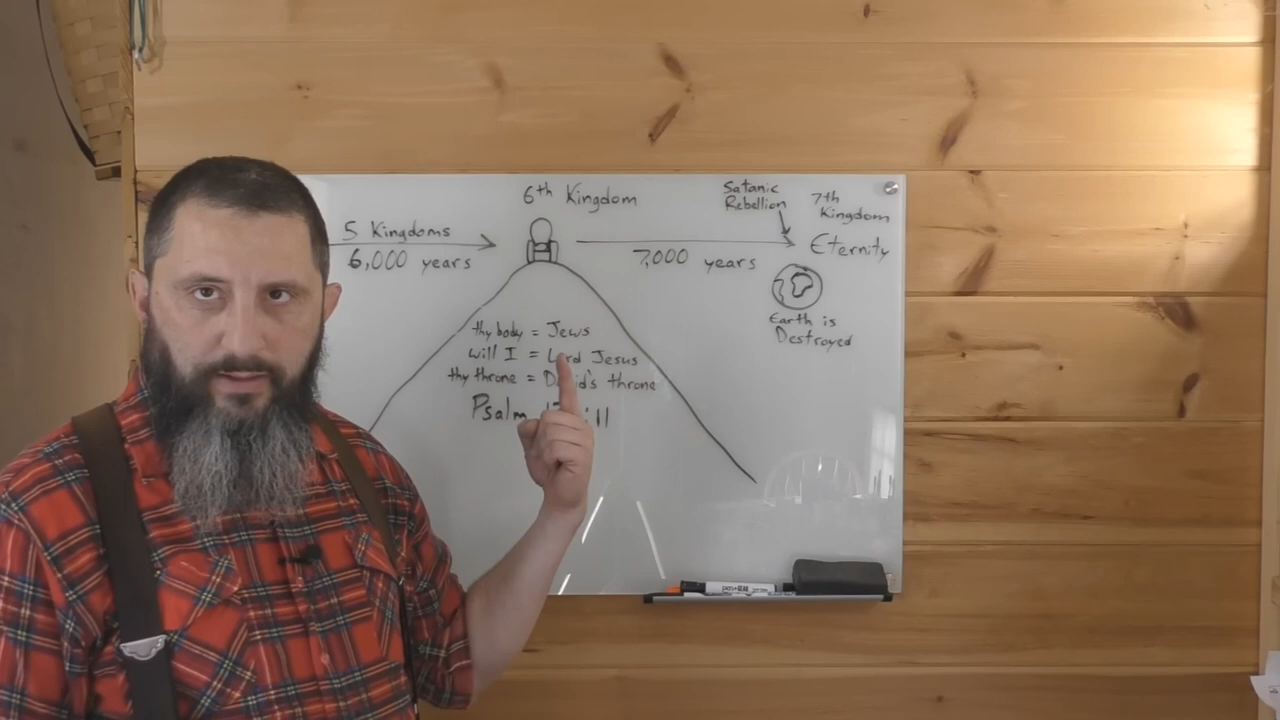 6th Kingdom
5 Kingdoms
6,000 years
7,000 years
Satanic
Rebellion
7th
Kingdom
Eternity
Earth is
Destroyed
thy body = Jews
will I = Lord Jesus
thy throne = David's throne
Psalm :11